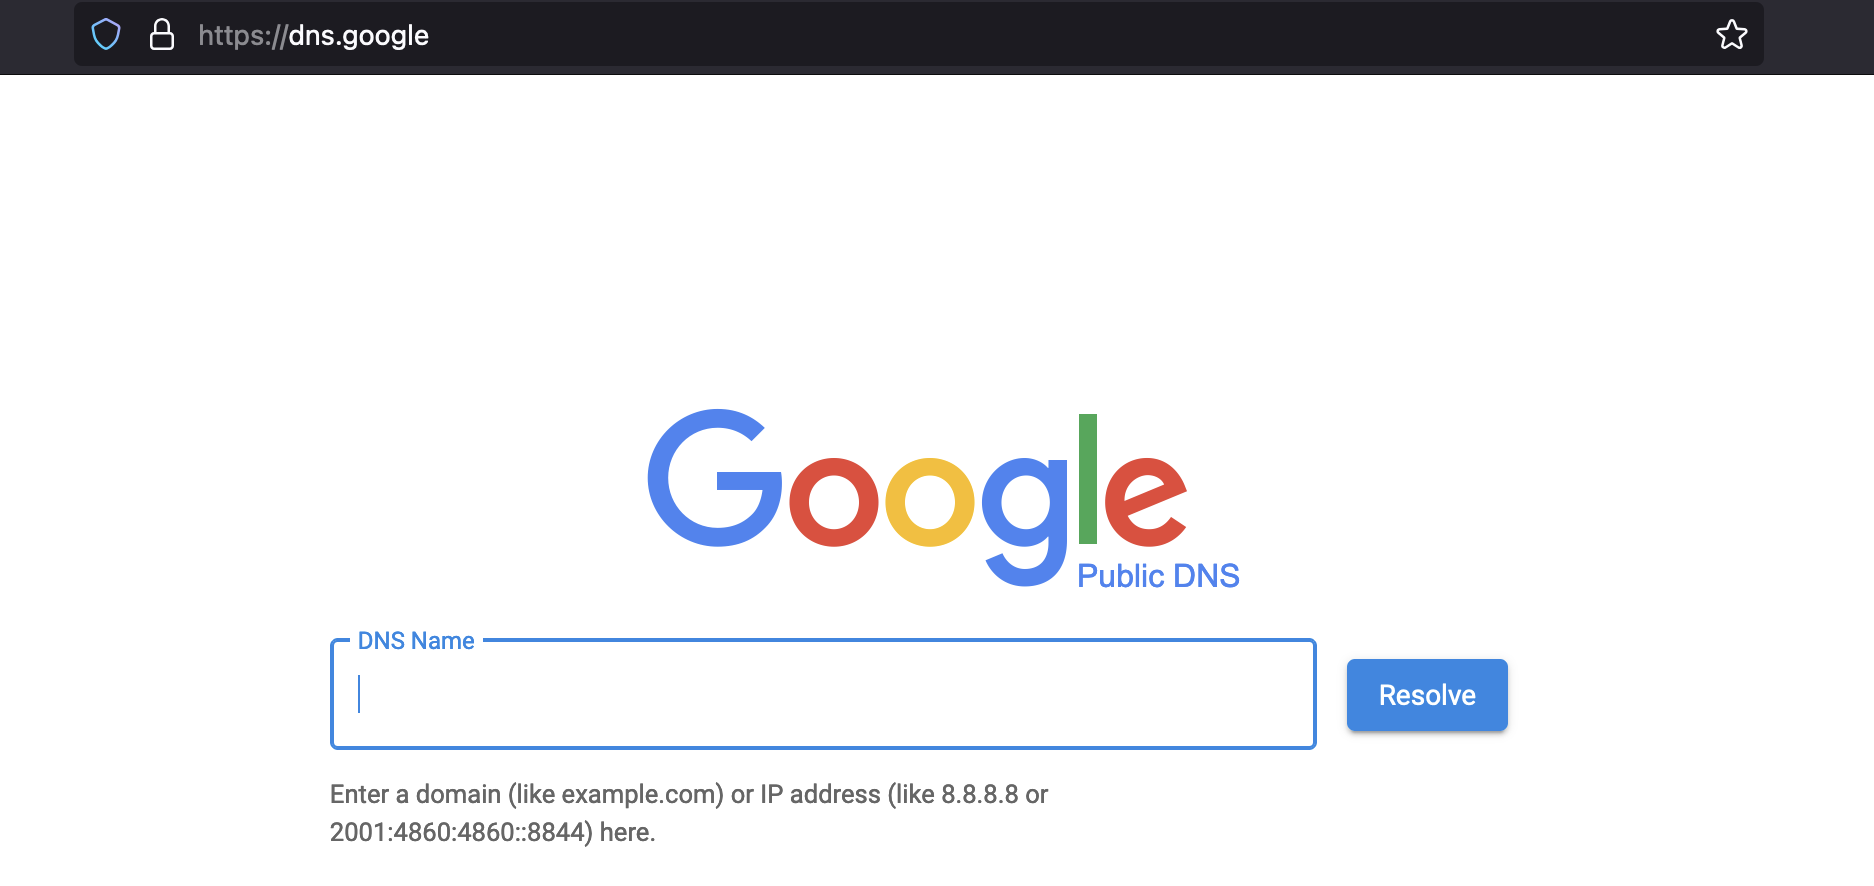 https://dns.google
Google
Public DNS
DNS Name
Resolve
Enter a domain (like example.com) or IP address (like 8.8.8.8 or
2001:4860:4860::8844) here.